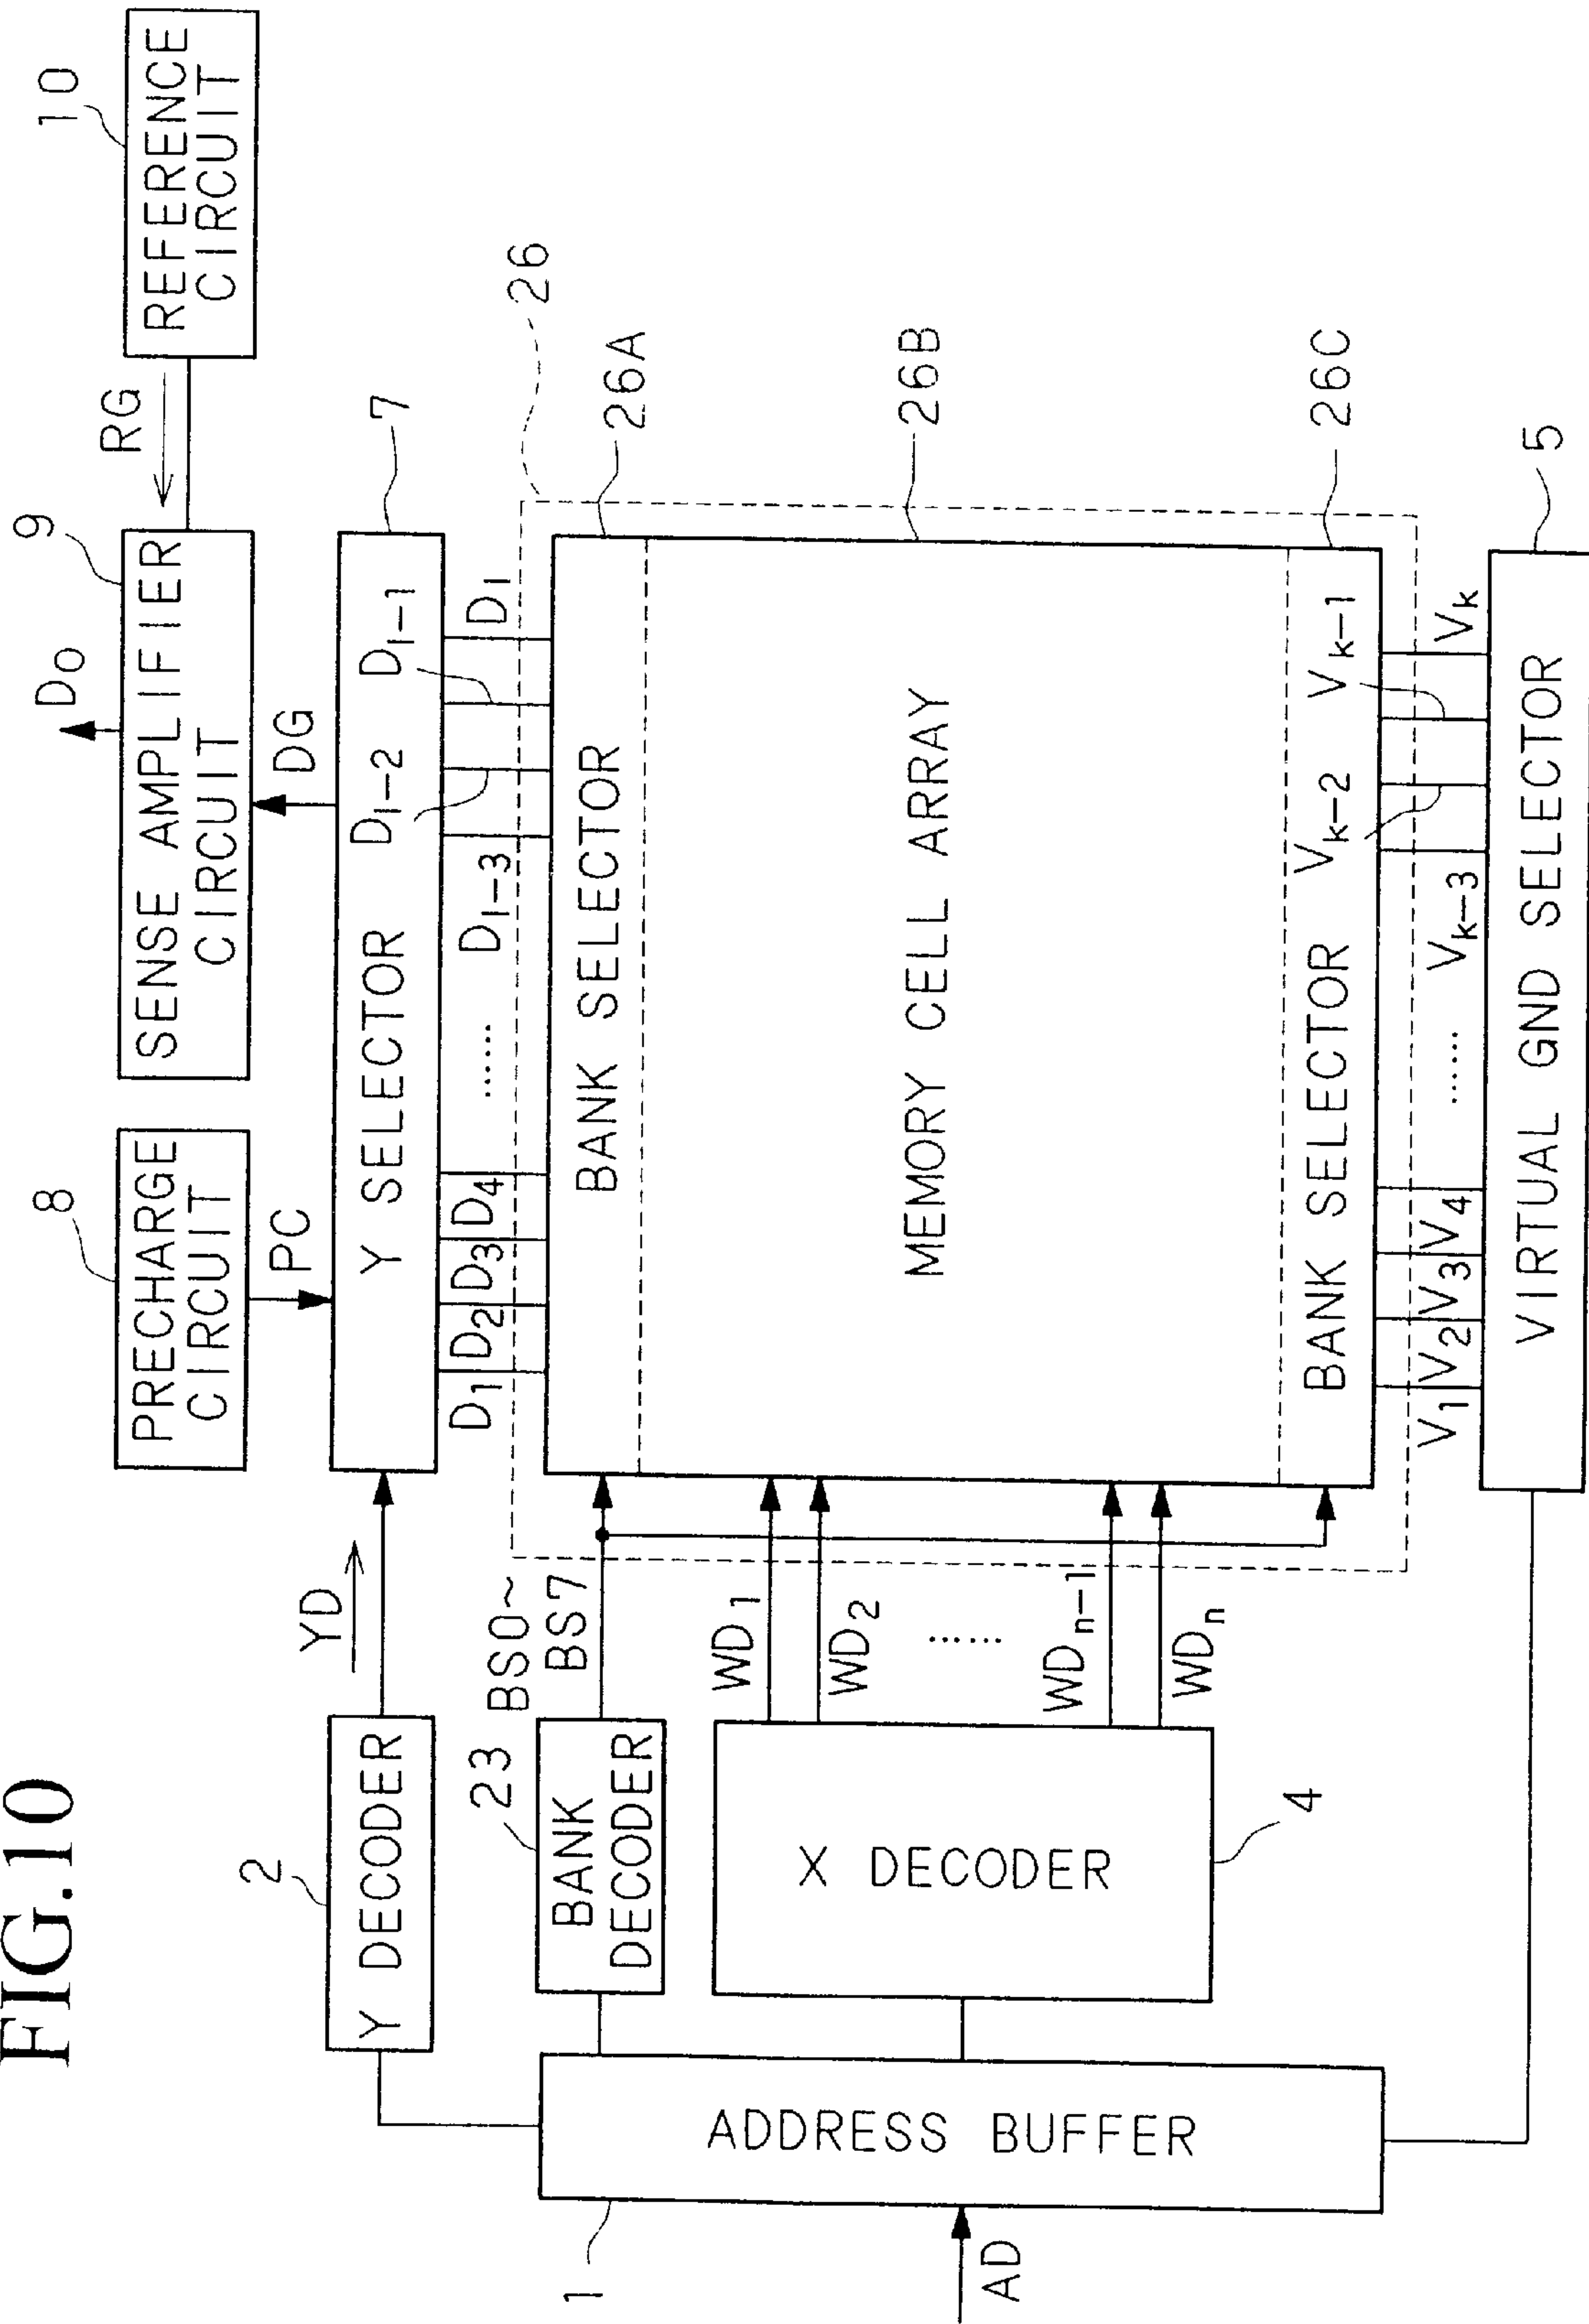 FIG.10
10
REFERENCE
CIRCUIT
RG
9
SENSE AMPLIFIER
CIRCUIT
DO
DG
8
PRECHARGE
CIRCUIT
PC
7
Y SELECTOR
2
Y DECODER
YD
D1
D2
D3
D4
......
Dl-3
Dl-2
Dl-1
Dl
26
26A
26B
26C
BANK SELECTOR
MEMORY CELL ARRAY
BANK SELECTOR
23
BANK
DECODER
BS0~
BS7
X DECODER
4
WD1
WD2
......
WDn-1
WDn
V1
V2
V3
V4
......
Vk-3
Vk-2
Vk-1
Vk
5
VIRTUAL GND SELECTOR
ADDRESS BUFFER
1
AD